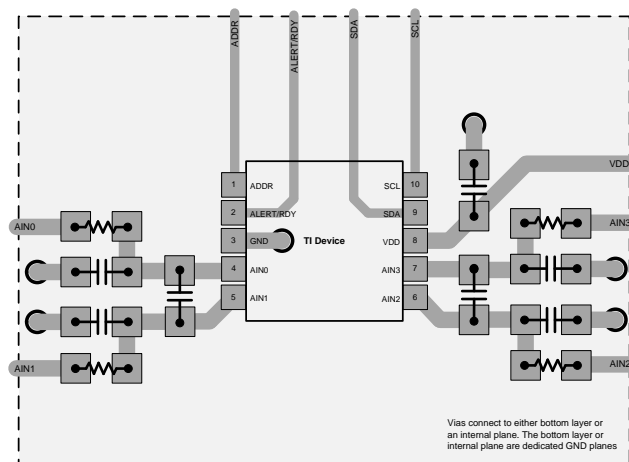 ADDR
ALERT/RDY
SDA
SCL
VDD
1 ADDR
SCL 10
2 ALERT/RDY
SDA 9
3 GND
TI Device
VDD 8
4 AIN0
AIN3 7
5 AIN1
AIN2 6
AIN0
AIN3
AIN1
AIN2
Vias connect to either bottom layer or
an internal plane. The bottom layer or
internal plane are dedicated GND planes